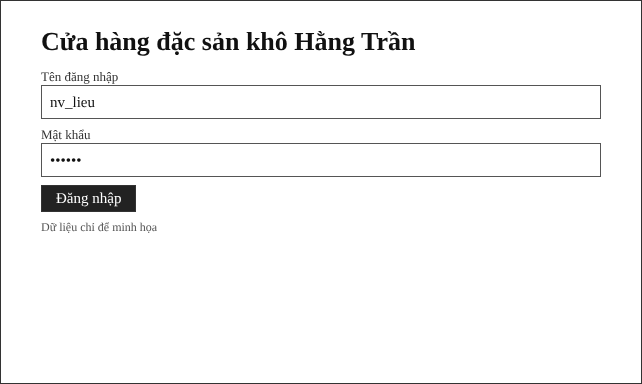 Cửa hàng đặc sản khô Hằng Trần
Tên đăng nhập
nv_lieu
Mật khẩu
••••••
Đăng nhập
Dữ liệu chỉ để minh họa